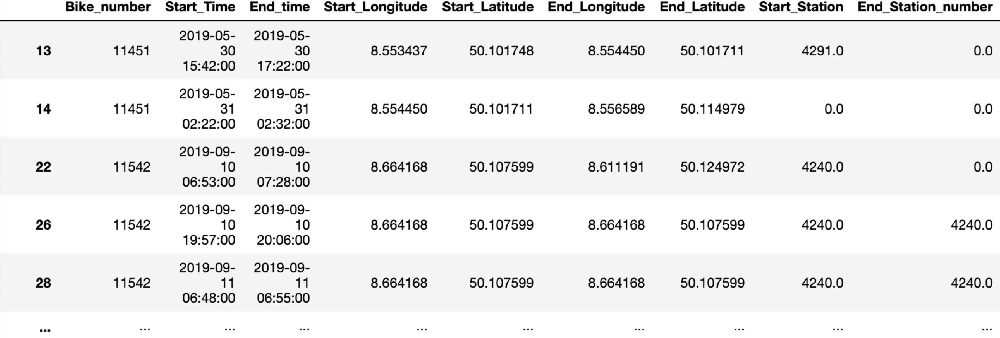 Bike_number Start_Time End_time Start_Longitude Start_Latitude End_Longitude End_Latitude Start_Station End_Station_number
2019-05- 2019-05-
13 11451 30 30 8.553437 50.101748 8.554450 50.101711 4291.0 0.0
15:42:00 17:22:00
2019-05- 2019-05-
14 11451 31 31 8.554450 50.101711 8.556589 50.114979 0.0 0.0
02:22:00 02:32:00
2019-09- 2019-09-
22 11542 10 10 8.664168 50.107599 8.611191 50.124972 4240.0 0.0
06:53:00 07:28:00
2019-09- 2019-09-
26 11542 10 10 8.664168 50.107599 8.664168 50.107599 4240.0 4240.0
19:57:00 20:06:00
2019-09- 2019-09-
28 11542 11 11 8.664168 50.107599 8.664168 50.107599 4240.0 4240.0
06:48:00 06:55:00
... ... ... ... ... ... ... ... ... ...